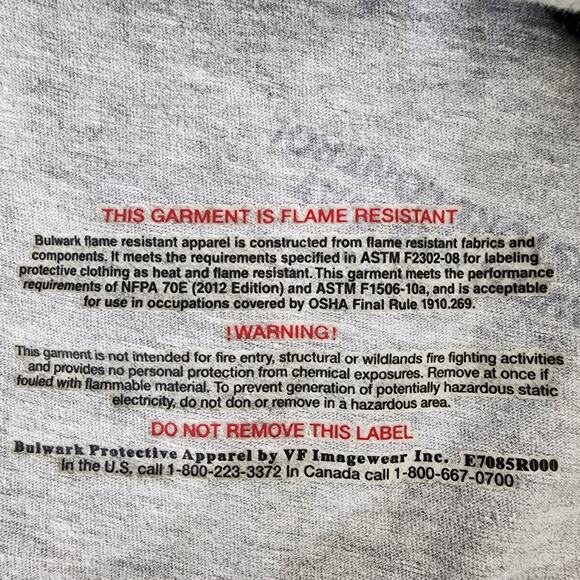 THIS GARMENT IS FLAME RESISTANT
Bulwark flame resistant apparel is constructed from flame resistant fabrics and
components. It meets the requirements specified in ASTM F2302-08 for labeling
protective clothing as heat and flame resistant. This garment meets the performance
requirements of NFPA 70E (2012 Edition) and ASTM F1506-10a, and is acceptable
for use in occupations covered by OSHA Final Rule 1910.269.
!WARNING!
This garment is not intended for fire entry, structural or wildlands fire fighting activities
and provides no personal protection from chemical exposures. Remove at once if
fouled with flammable material. To prevent generation of potentially hazardous static
electricity, do not don or remove in a hazardous area.
DO NOT REMOVE THIS LABEL
Bulwark Protective Apparel by VF Imagewear Inc. E7085R000
In the U.S. call 1-800-223-3372 In Canada call 1-800-667-0700